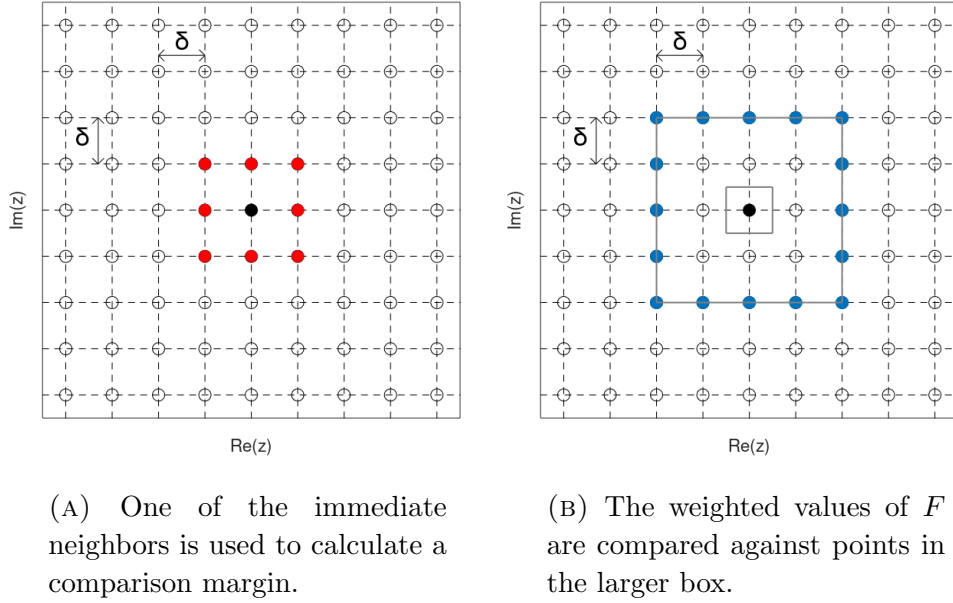 δ
δ
Im(z)
Re(z)
(A) One of the immediate
neighbors is used to calculate a
comparison margin.
δ
δ
Im(z)
Re(z)
(B) The weighted values of F
are compared against points in
the larger box.